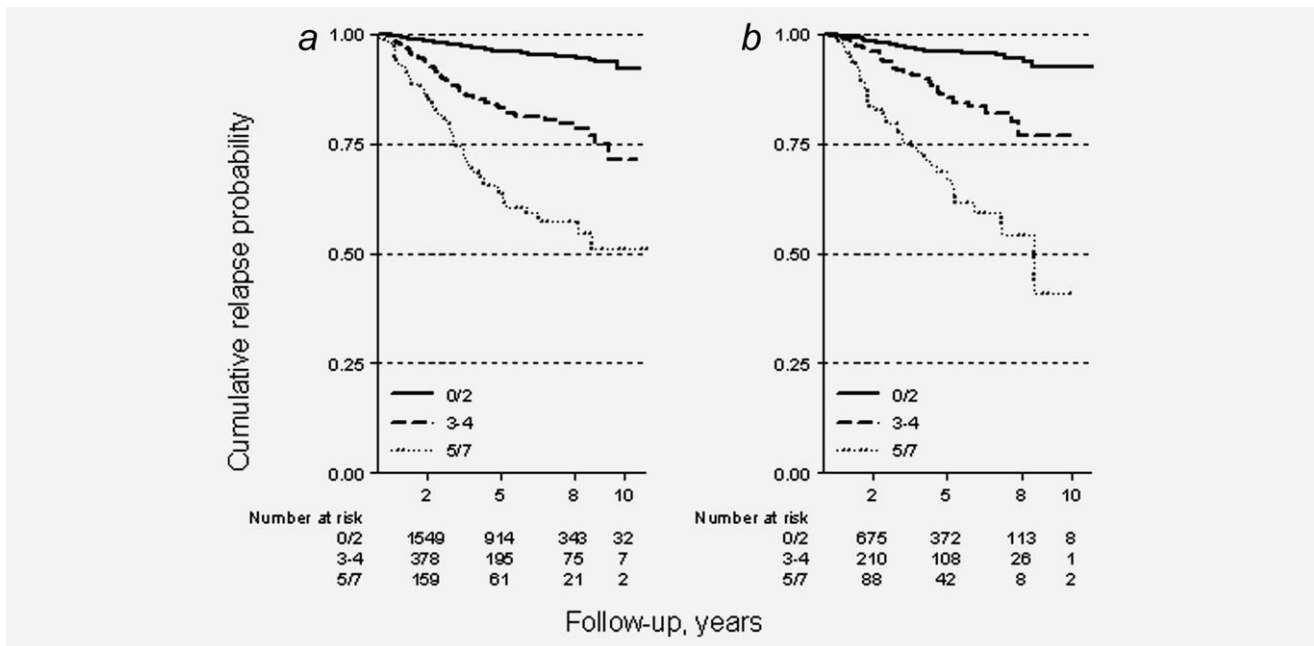 a
b
Cumulative relapse probability
1.00
0.75
0.50
0.25
0.00
0/2
3-4
5/7
2 5 8 10
Number at risk
0/2 1549 914 343 32
3-4 378 195 75 7
5/7 159 61 21 2
1.00
0.75
0.50
0.25
0.00
0/2
3-4
5/7
2 5 8 10
Number at risk
0/2 675 372 113 8
3-4 210 108 26 1
5/7 88 42 8 2
Follow-up, years